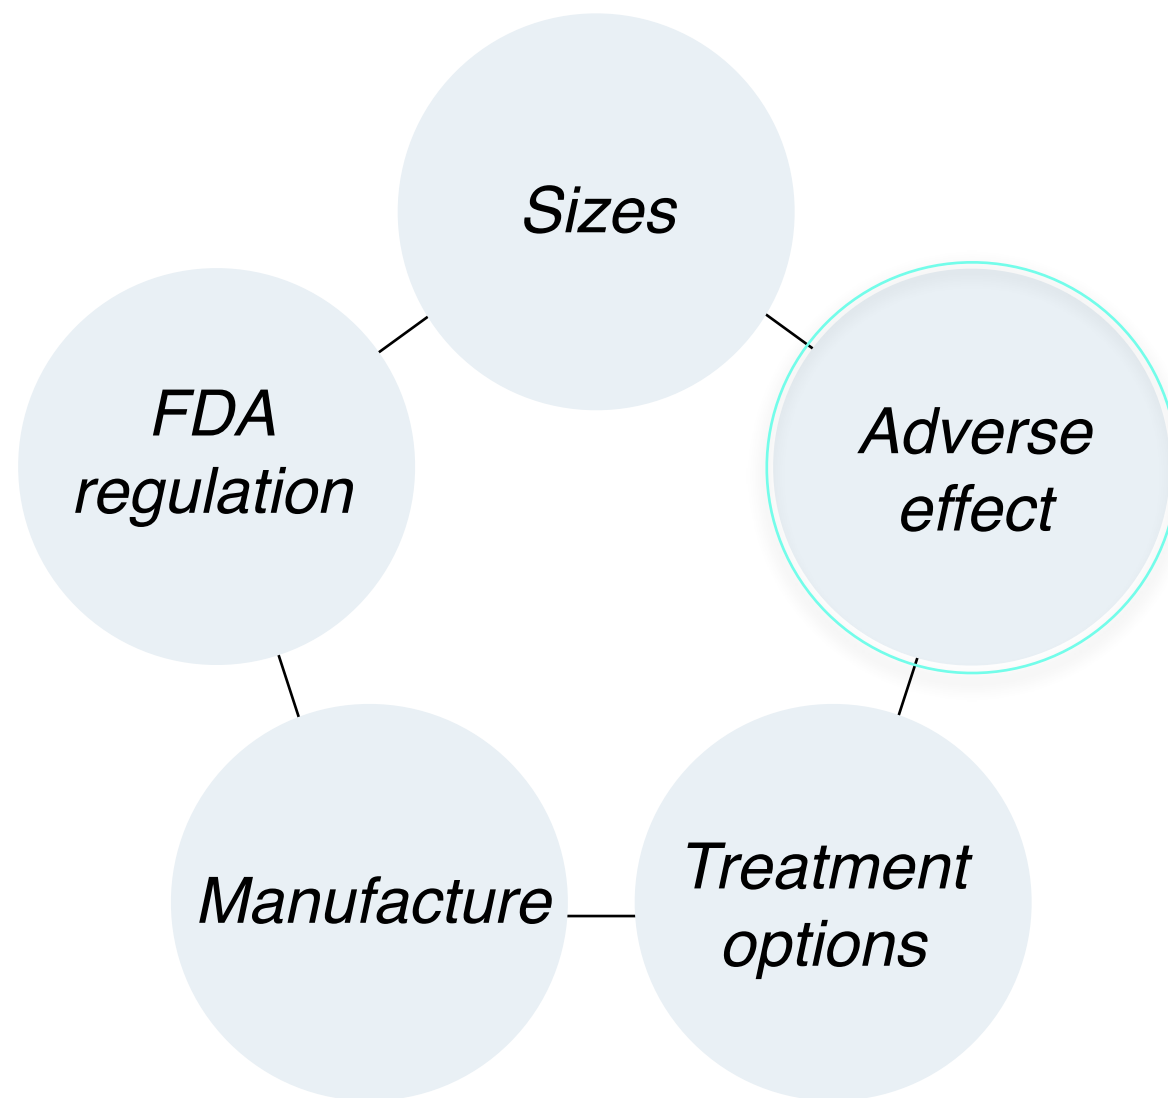 Sizes
FDA
regulation
Adverse
effect
Manufacture
Treatment
options